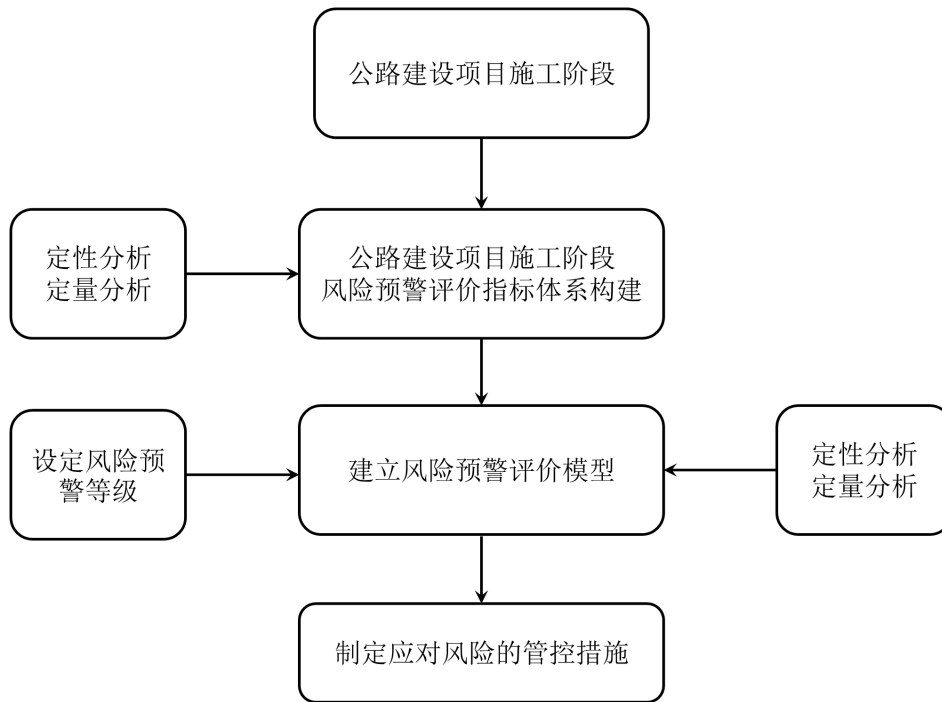 公路建设项目施工阶段
定性分析
定量分析
公路建设项目施工阶段
风险预警评价指标体系构建
设定风险预
警等级
建立风险预警评价模型
定性分析
定量分析
制定应对风险的管控措施